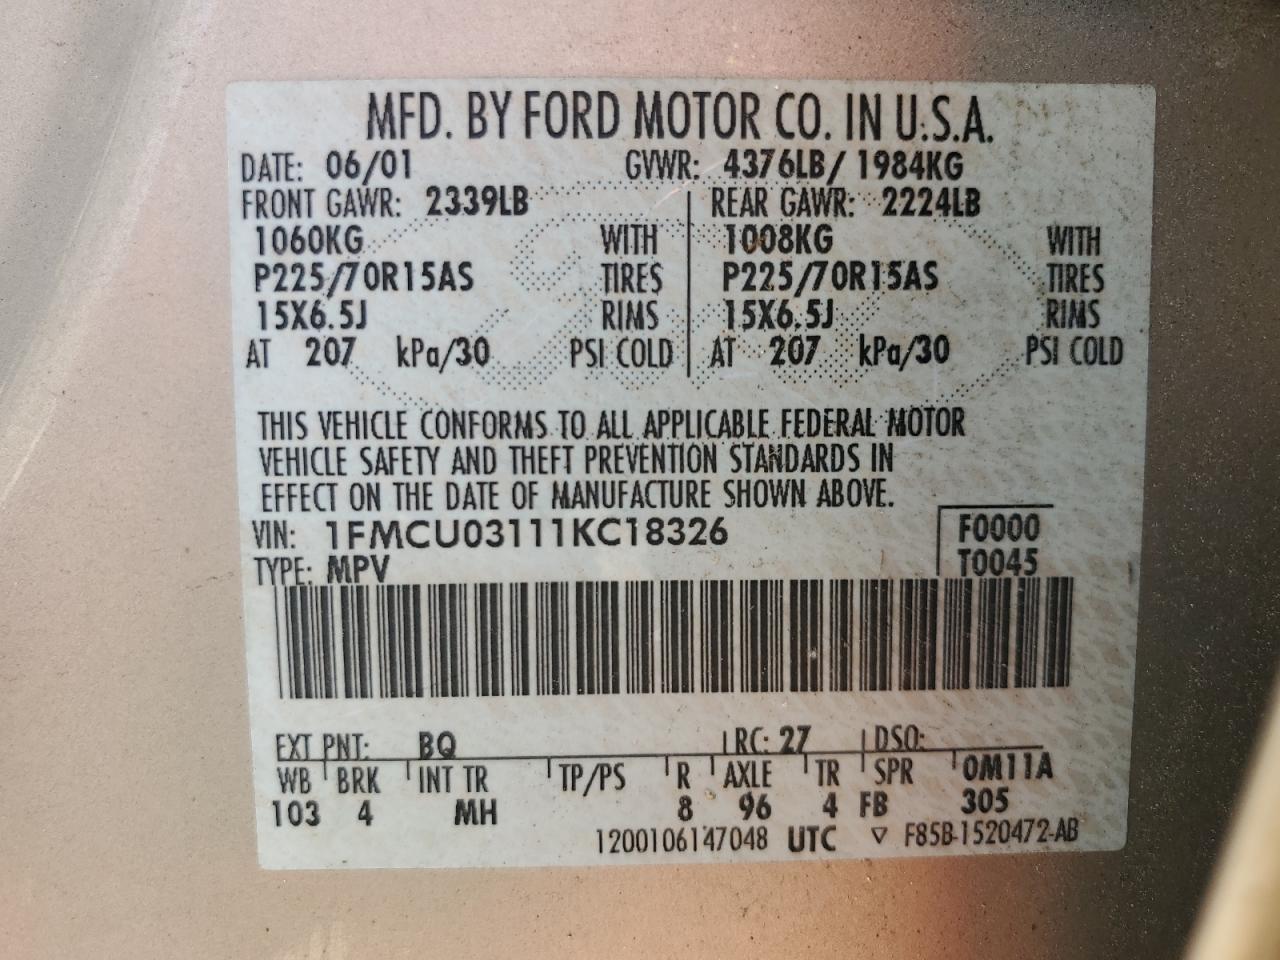 MFD. BY FORD MOTOR CO. IN U.S.A.
DATE: 06/01 GVWR: 4376LB/ 1984KG
FRONT GAWR: 2339LB REAR GAWR: 2224LB
1060KG WITH 1008KG WITH
P225/70R15AS TIRES P225/70R15AS TIRES
15X6.5J RIMS 15X6.5J RIMS
AT 207 kPa/30 PSI COLD AT 207 kPa/30 PSI COLD
THIS VEHICLE CONFORMS TO ALL APPLICABLE FEDERAL MOTOR
VEHICLE SAFETY AND THEFT PREVENTION STANDARDS IN
EFFECT ON THE DATE OF MANUFACTURE SHOWN ABOVE.
VIN: 1FMCU03111KC18326 F0000
TYPE: MPV T0045
EXT PNT: BQ RC: 27 DSO:
WB BRK INT TR TP/PS R AXLE TR SPR 0M11A
103 4 MH 8 96 4 FB 305
1200106147048 UTC ▽ F85B-1520472-AB